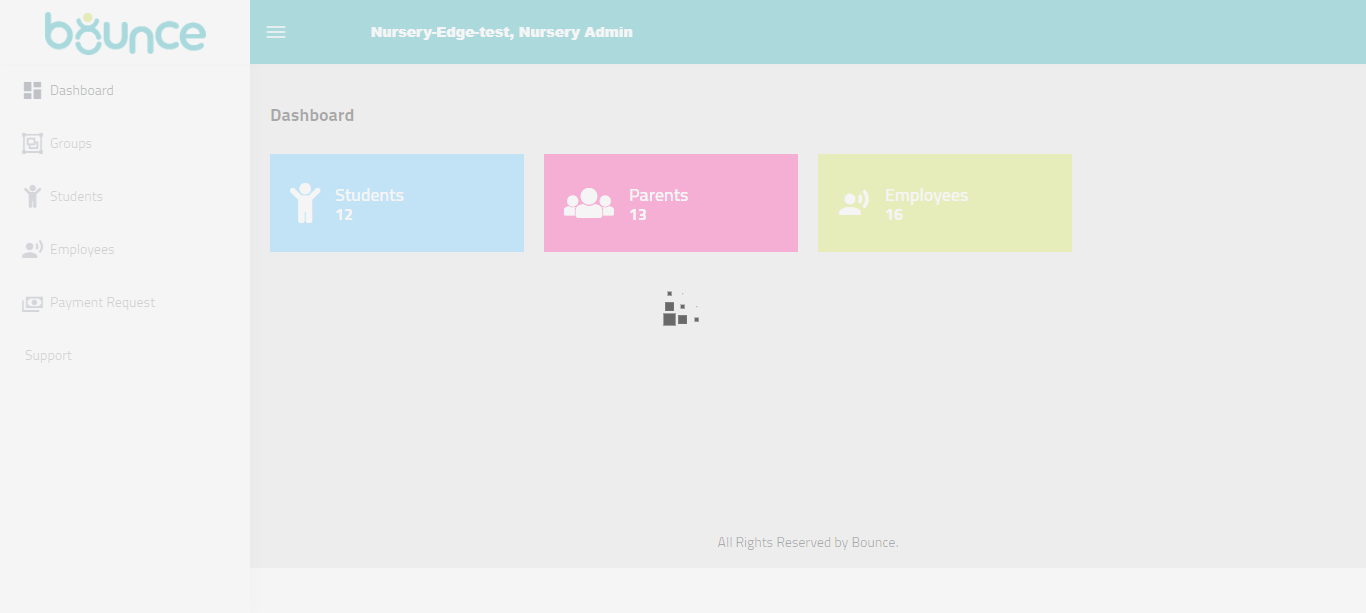 bounce
Nursery-Edge-test, Nursery Admin
Dashboard
Groups
Students
Employees
Payment Request
Support
Dashboard
Students
12
Parents
13
Employees
16
All Rights Reserved by Bounce.